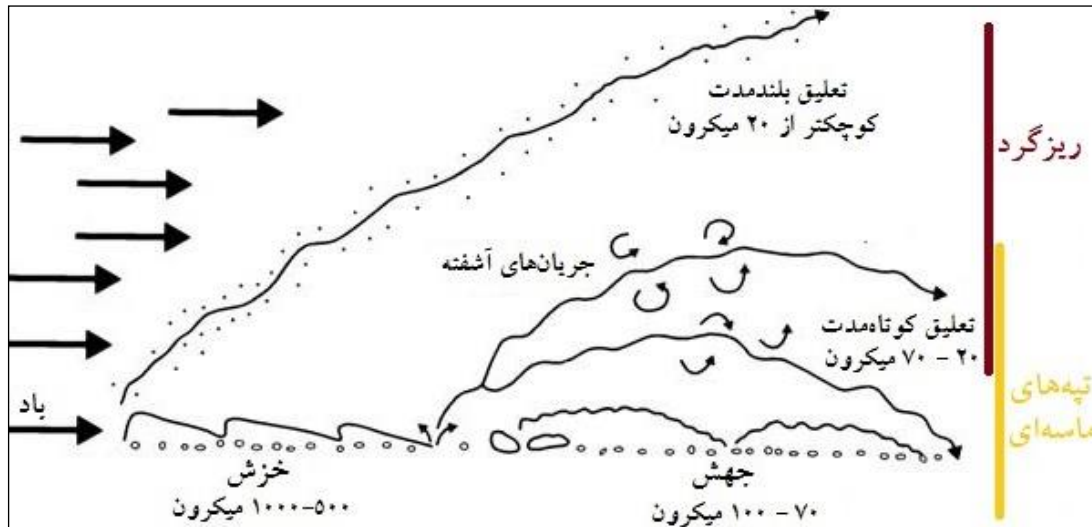 تعلیق بلندمدت
کوچکتر از ۲۰ میکرون
ریزگرد
جریان‌های آشفته
تعلیق کوتاه‌مدت
۲۰ - ۷۰ میکرون
تپه‌های
ماسه‌ای
باد
خزش
۱۰۰۰-۵۰۰ میکرون
جهش
۷۰ - ۱۰۰ میکرون